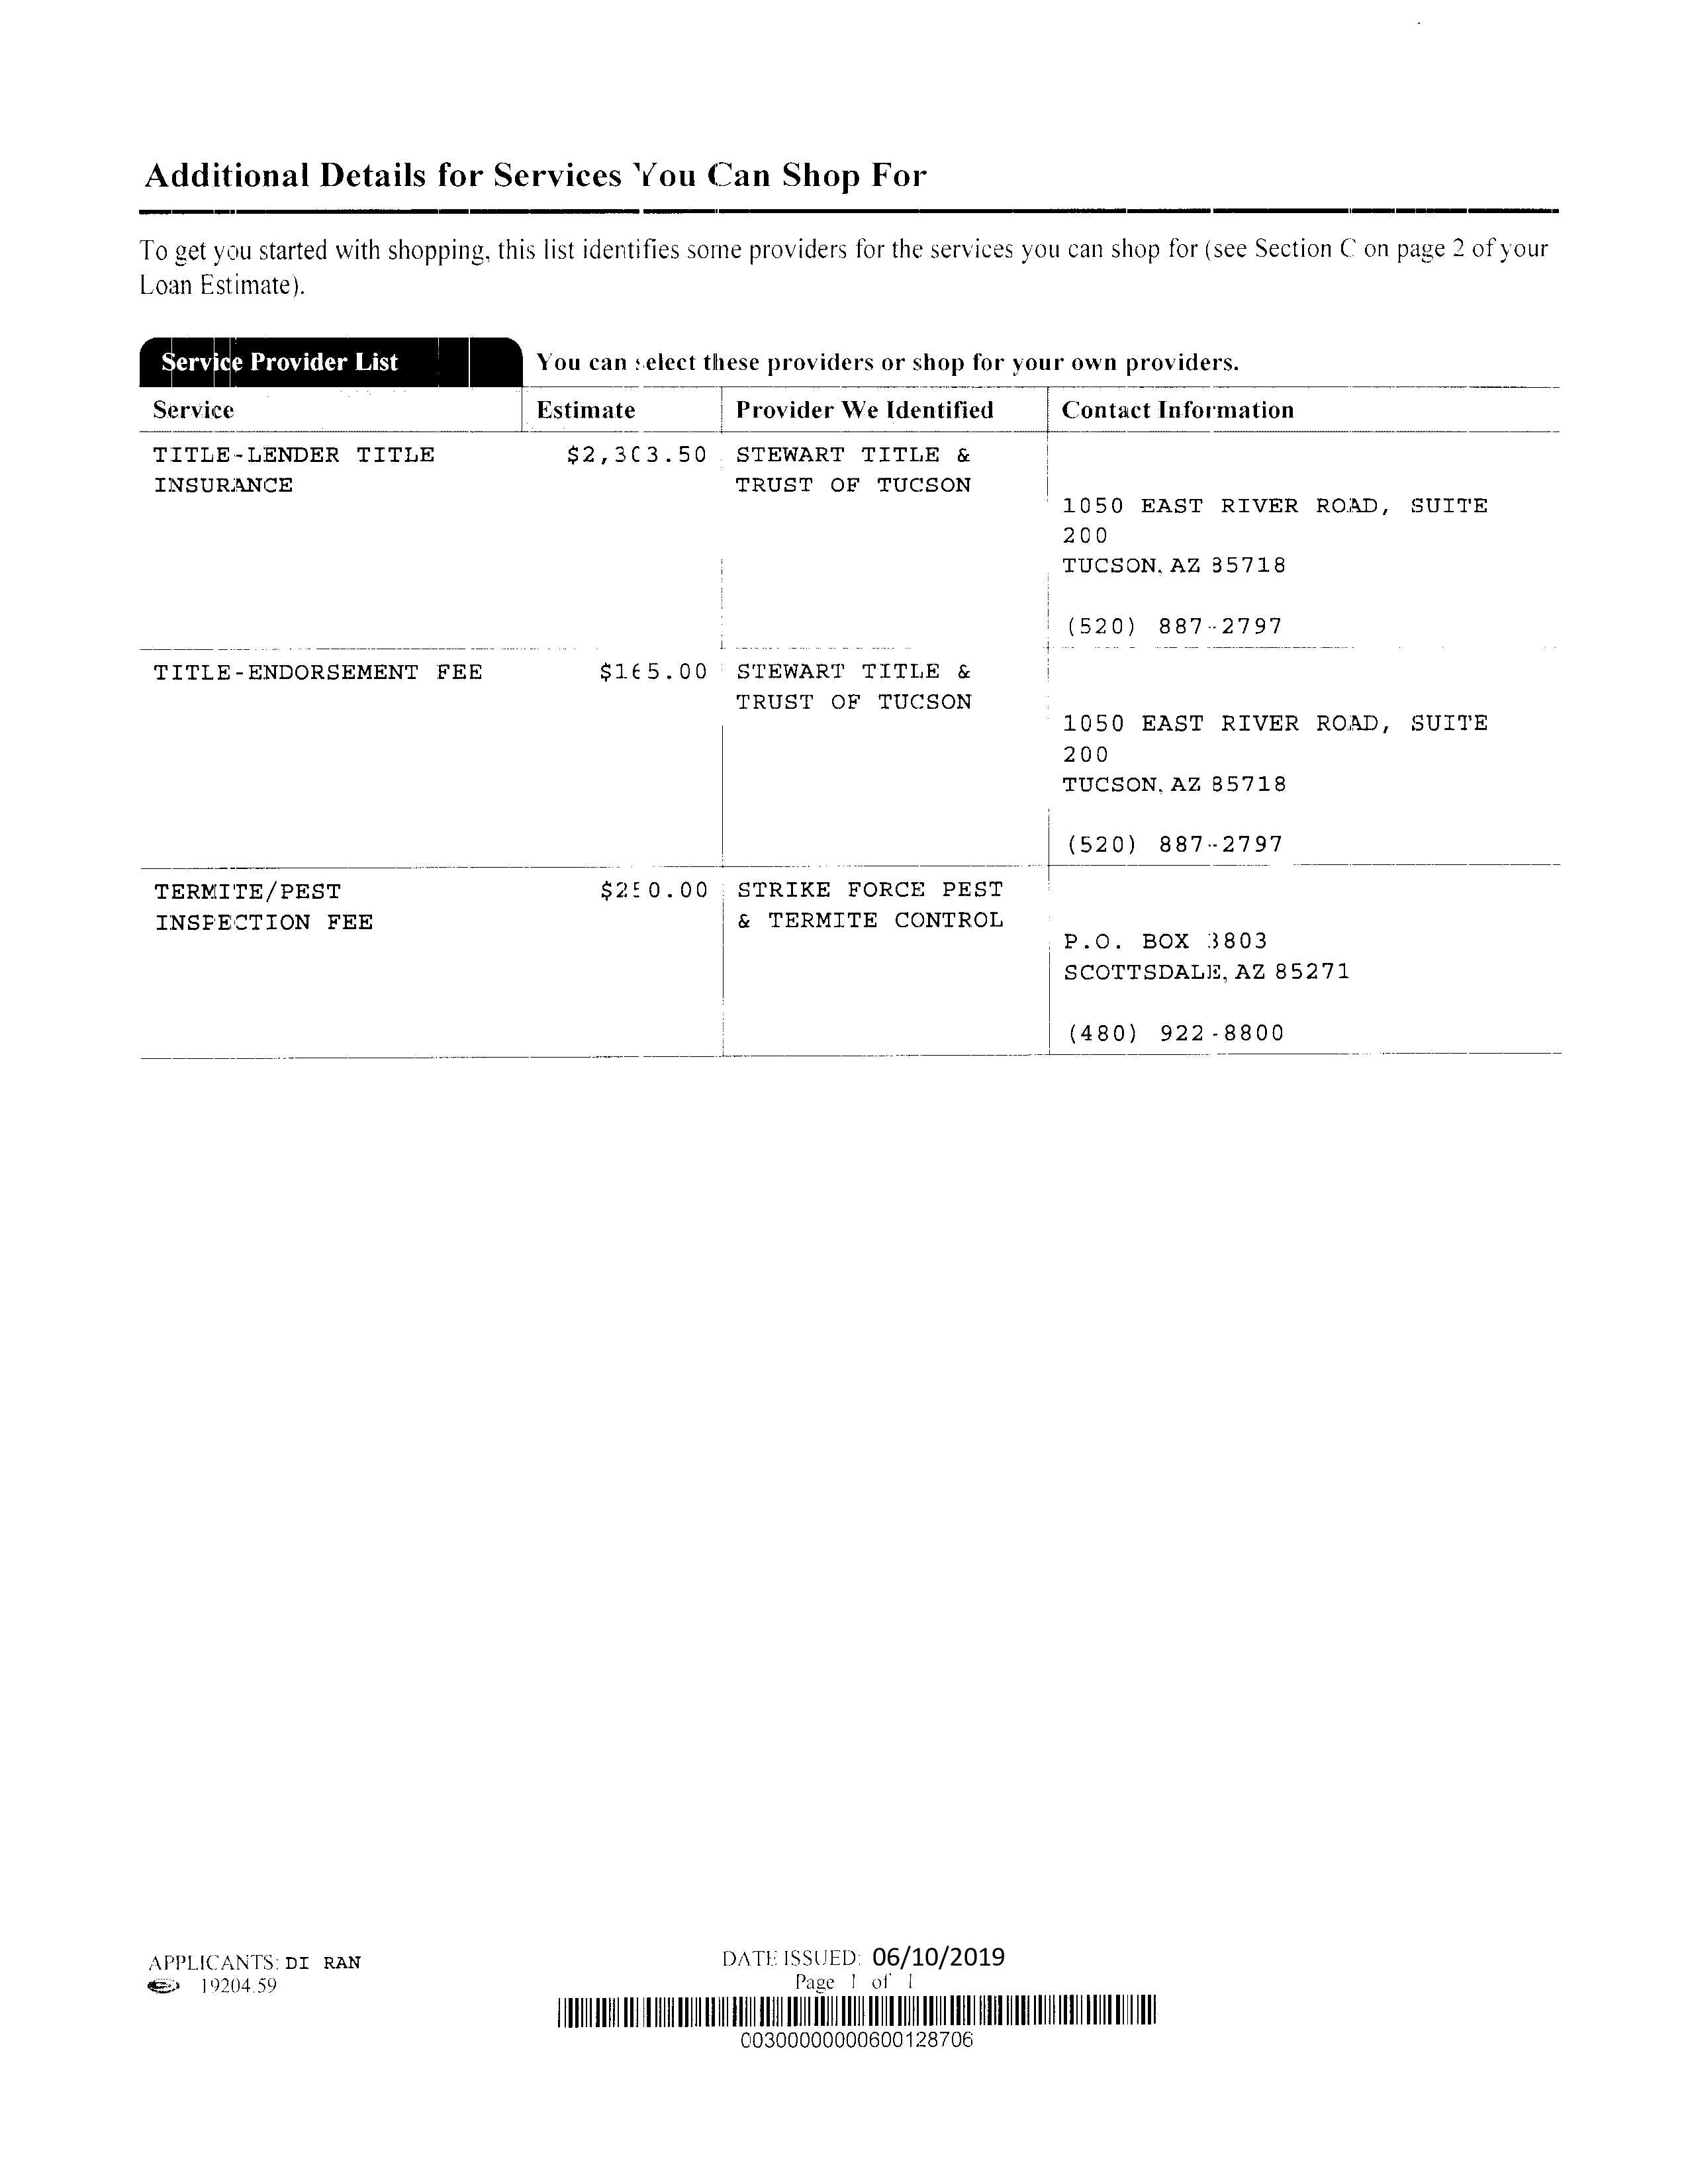 Additional Details for Services You Can Shop For
To get you started with shopping, this list identifies some providers for the services you can shop for (see Section C on page 2 of your
Loan Estimate).
Service Provider List You can select these providers or shop for your own providers.
Service Estimate Provider We Identified Contact Information
TITLE-LENDER TITLE $2,303.50 STEWART TITLE &
INSURANCE TRUST OF TUCSON
1050 EAST RIVER ROAD, SUITE
200
TUCSON, AZ 85718
(520) 887-2797
TITLE-ENDORSEMENT FEE $165.00 STEWART TITLE &
TRUST OF TUCSON
1050 EAST RIVER ROAD, SUITE
200
TUCSON, AZ 85718
(520) 887-2797
TERMITE/PEST $250.00 STRIKE FORCE PEST
INSPECTION FEE & TERMITE CONTROL
P.O. BOX 3803
SCOTTSDALE, AZ 85271
(480) 922-8800
APPLICANTS: DI RAN DATE ISSUED: 06/10/2019
19204.59 Page 1 of 1
00300000000600128706